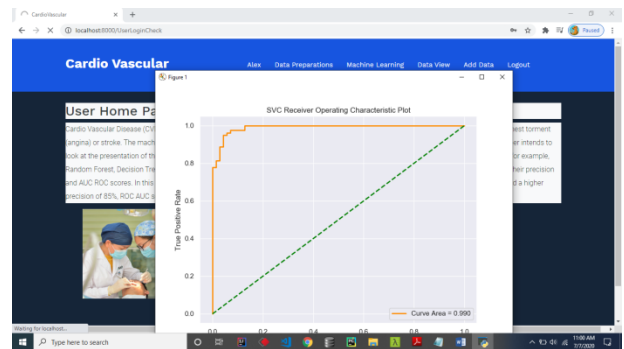 CardioVascular
localhost:8000/UserLoginCheck
Paused
Cardio Vascular
Alex Data Preparations Machine Learning Data View Add Data Logout
Figure 1
User Home Pa
SVC Receiver Operating Characteristic Plot
Cardio Vascular Disease (CV
est torment
(angina) or stroke. The mach
er intends to
look at the presentation of th
or example,
Random Forest, Decision Tre
heir precision
and AUC ROC scores. In this
d a higher
precision of 85%, ROC AUC s
True Positive Rate
1.0
0.8
0.6
0.4
0.2
0.0
Curve Area = 0.990
0.0 0.2 0.4 0.6 0.8 1.0
Waiting for localhost...
Type here to search
11:00 AM
7/7/2020